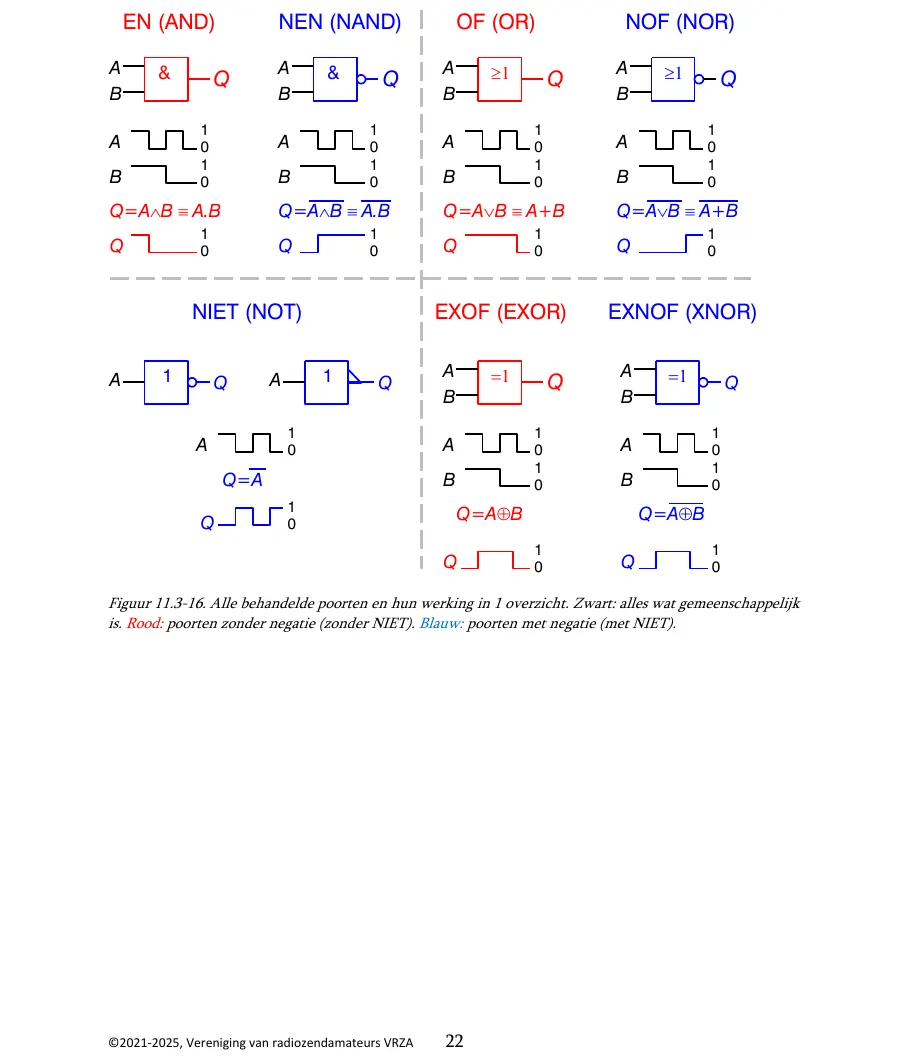 EN (AND) NEN (NAND) OF (OR) NOF (NOR)
A & Q A & Q A ≥1 Q A ≥1 Q
B B B B
A 1 0 A 1 0 A 1 0 A 1 0
B 1 0 B 1 0 B 1 0 B 1 0
Q=A∧B ≡ A.B Q=A̅∧̅B̅ ≡ A̅.̅B̅ Q=A∨B ≡ A+B Q=A̅∨̅B̅ ≡ A̅+̅B̅
Q 1 0 Q 1 0 Q 1 0 Q 1 0
NIET (NOT) EXOF (EXOR) EXNOF (XNOR)
A 1 Q A 1 Q A =1 Q A =1 Q
B B
A 1 0 A 1 0 A 1 0
Q=A̅ B 1 0 B 1 0
Q=A⊕B Q=A̅⊕̅B̅
Q 1 0 Q 1 0 Q 1 0
Figuur 11.3-16. Alle behandelde poorten en hun werking in 1 overzicht. Zwart: alles wat gemeenschappelijk
is. Rood: poorten zonder negatie (zonder NIET). Blauw: poorten met negatie (met NIET).
©2021-2025, Vereniging van radiozendamateurs VRZA 22